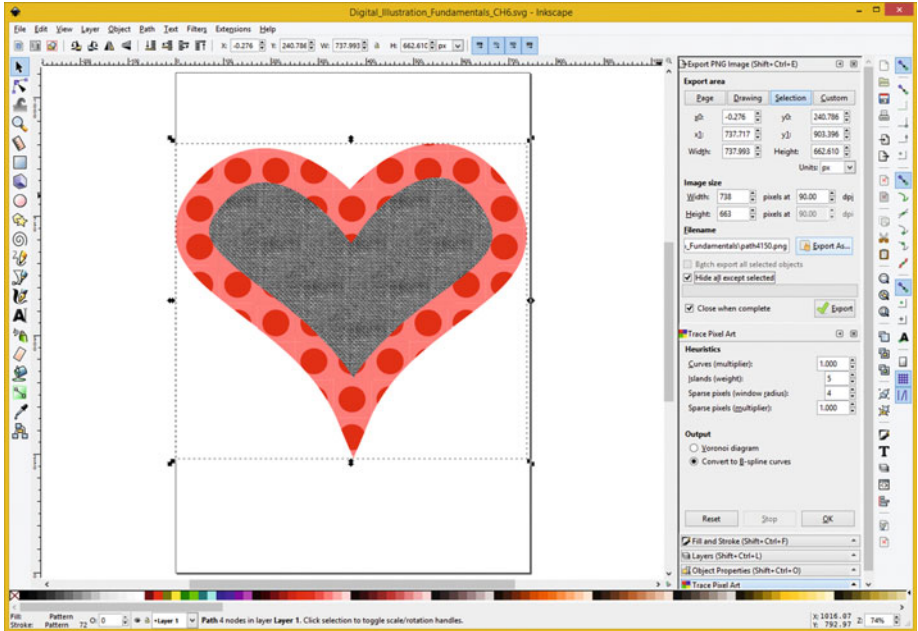 Digital_Illustration_Fundamentals_CH6.svg - Inkscape
File Edit View Layer Object Path Text Filters Extensions Help
X: -0.276 Y: 240.786 W: 737.993 H: 662.610 px
Export PNG Image (Shift+Ctrl+E)
Export area
Page Drawing Selection Custom
x0: -0.276 y0: 240.786
x1: 737.717 y1: 903.396
Width: 737.993 Height: 662.610
Units: px
Image size
Width: 738 pixels at 90.00 dpi
Height: 663 pixels at 90.00 dpi
Filename
_Fundamentals\path4150.png Export As...
Batch export all selected objects
Hide all except selected
Close when complete Export
Trace Pixel Art
Heuristics
Curves (multiplier): 1.000
Islands (weight): 5
Sparse pixels (window radius): 4
Sparse pixels (multiplier): 1.000
Output
Voronoi diagram
Convert to B-spline curves
Reset Stop OK
Fill and Stroke (Shift+Ctrl+F)
Layers (Shift+Ctrl+L)
Object Properties (Shift+Ctrl+O)
Trace Pixel Art
Fill: Pattern O: 0 Layer 1 Path 4 nodes in layer Layer 1. Click selection to toggle scale/rotation handles. X: 1016.07 Z: 74%
Stroke: Pattern 72 Y: 792.97